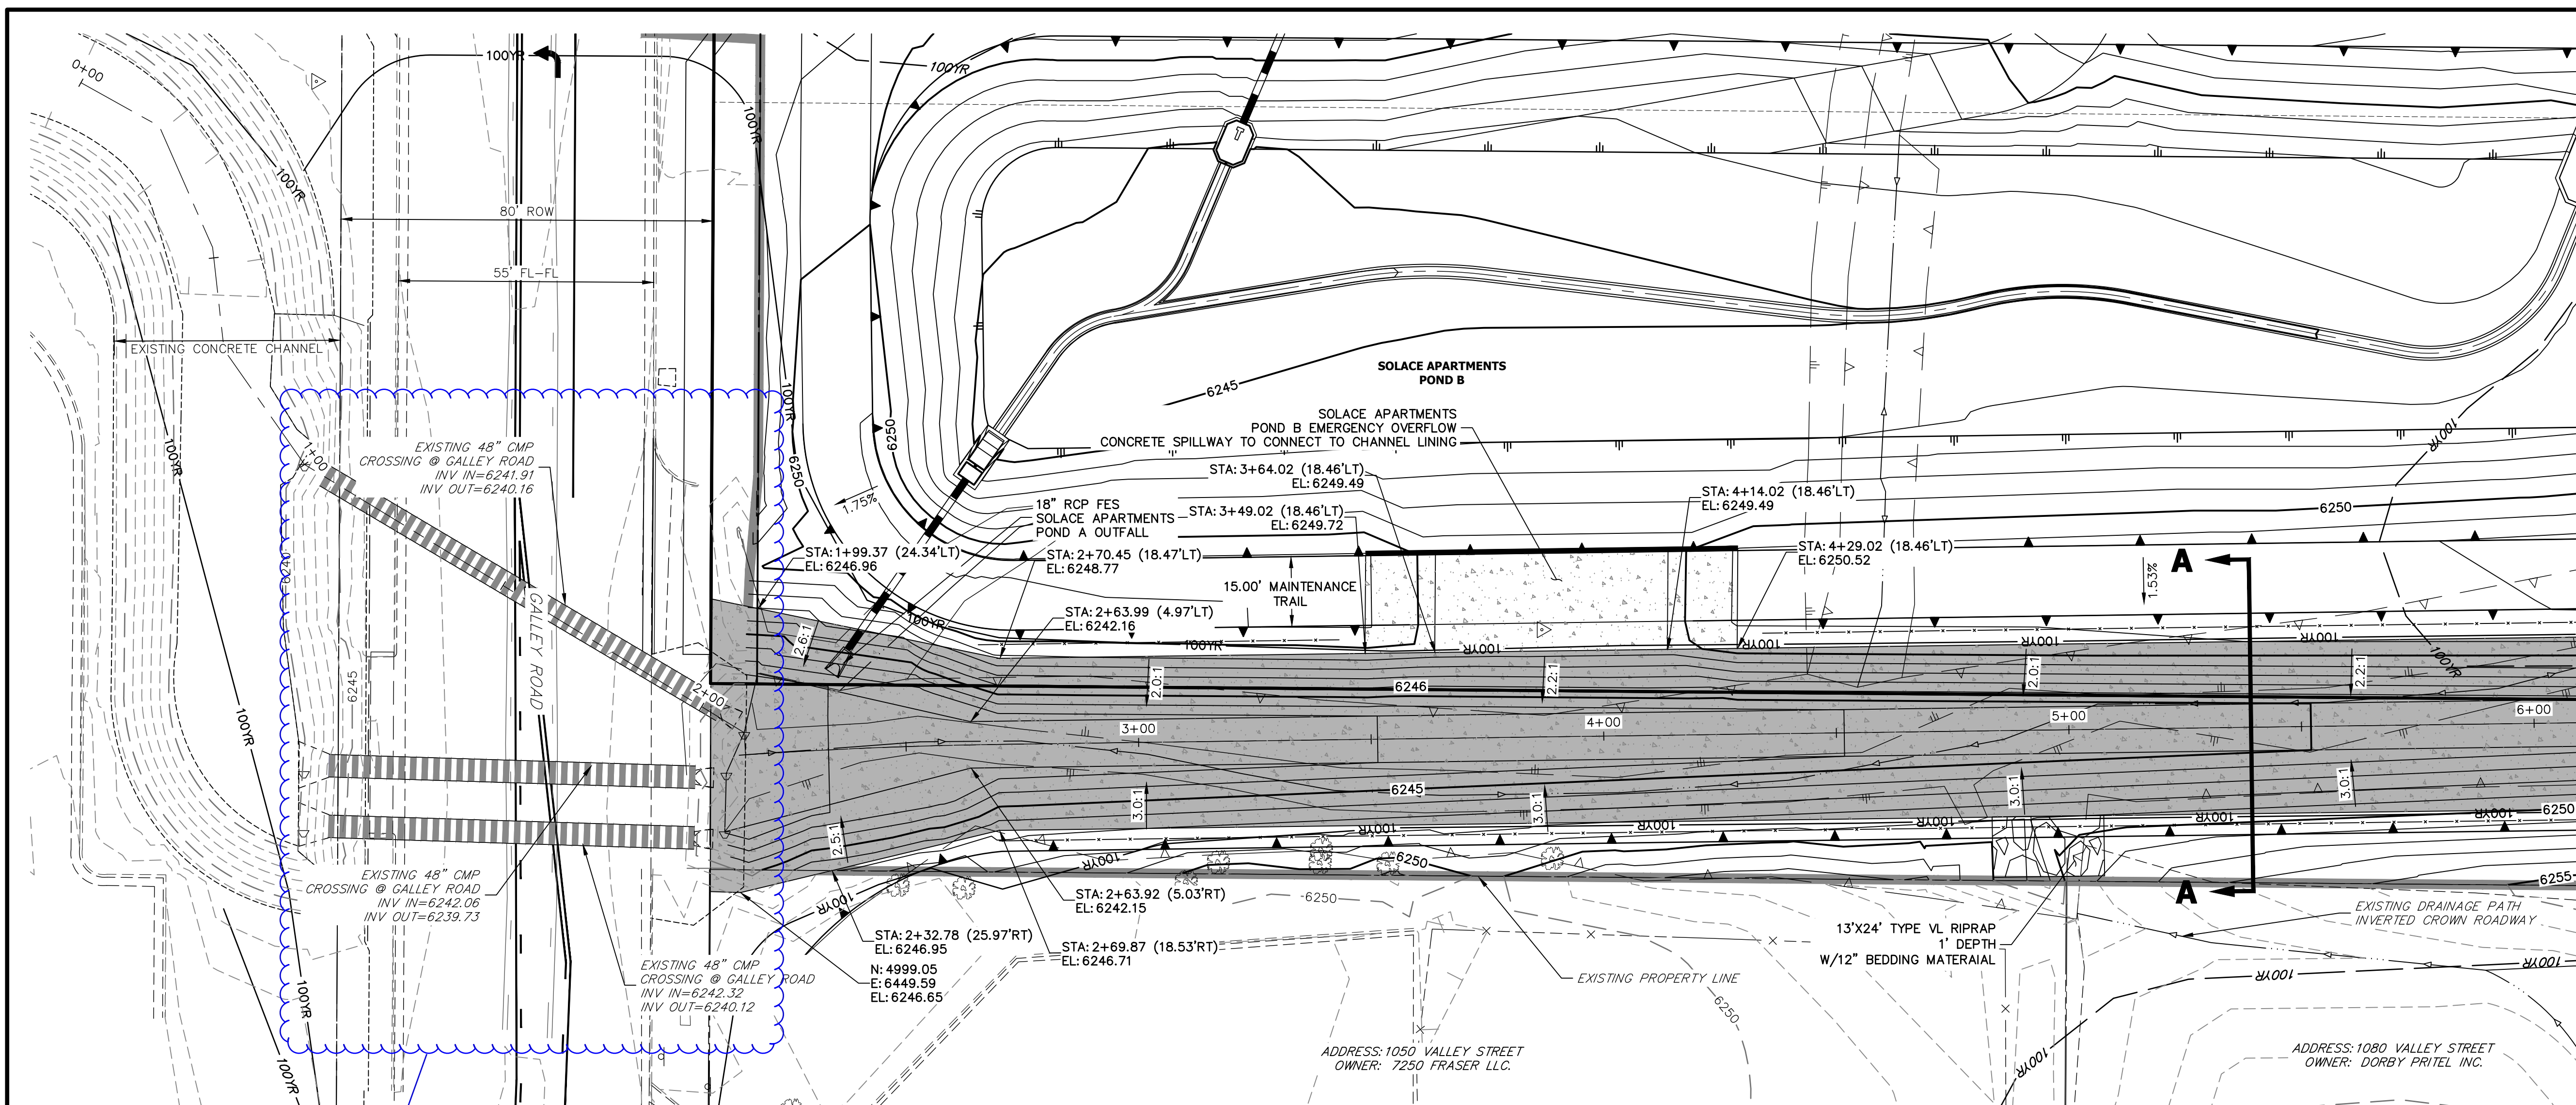 0+00
100YR
100YR
100YR
100YR
80' ROW
55' FL-FL
EXISTING CONCRETE CHANNEL
100YR
100YR
100YR
100YR
100YR
100YR
1+00
EXISTING 48" CMP
CROSSING @ GALLEY ROAD
INV IN=6241.91
INV OUT=6240.16
6245
GALLEY ROAD
2+00
6250
6250
1.75%
6245
SOLACE APARTMENTS
POND B
SOLACE APARTMENTS
POND B EMERGENCY OVERFLOW
CONCRETE SPILLWAY TO CONNECT TO CHANNEL LINING
STA: 3+64.02 (18.46'LT)
EL: 6249.49
STA: 3+49.02 (18.46'LT)
EL: 6249.72
18" RCP FES
SOLACE APARTMENTS
POND A OUTFALL
STA: 1+99.37 (24.34'LT)
EL: 6246.96
STA: 2+70.45 (18.47'LT)
EL: 6248.77
STA: 2+63.99 (4.97'LT)
EL: 6242.16
15.00' MAINTENANCE
TRAIL
STA: 4+14.02 (18.46'LT)
EL: 6249.49
STA: 4+29.02 (18.46'LT)
EL: 6250.52
6250
100YR
100YR
1.53%
A
100YR
100YR
100YR
100YR
100YR
100YR
2.6:1
2.0:1
2.2:1
2.0:1
2.2:1
6246
3+00
4+00
5+00
6+00
6245
2.5:1
3.0:1
3.0:1
3.0:1
3.0:1
100YR
100YR
100YR
100YR
100YR
6250
100YR
100YR
6250
6255
A
6250
6250
EXISTING 48" CMP
CROSSING @ GALLEY ROAD
INV IN=6242.06
INV OUT=6239.73
EXISTING 48" CMP
CROSSING @ GALLEY ROAD
INV IN=6242.32
INV OUT=6240.12
STA: 2+32.78 (25.97'RT)
EL: 6246.95
N: 4999.05
E: 6449.59
EL: 6246.65
STA: 2+63.92 (5.03'RT)
EL: 6242.15
STA: 2+69.87 (18.53'RT)
EL: 6246.71
EXISTING PROPERTY LINE
13'X24' TYPE VL RIPRAP
1' DEPTH
W/12" BEDDING MATERAIAL
EXISTING DRAINAGE PATH
INVERTED CROWN ROADWAY
100YR
100YR
100YR
ADDRESS: 1050 VALLEY STREET
OWNER: 7250 FRASER LLC.
ADDRESS: 1080 VALLEY STREET
OWNER: DORBY PRITEL INC.